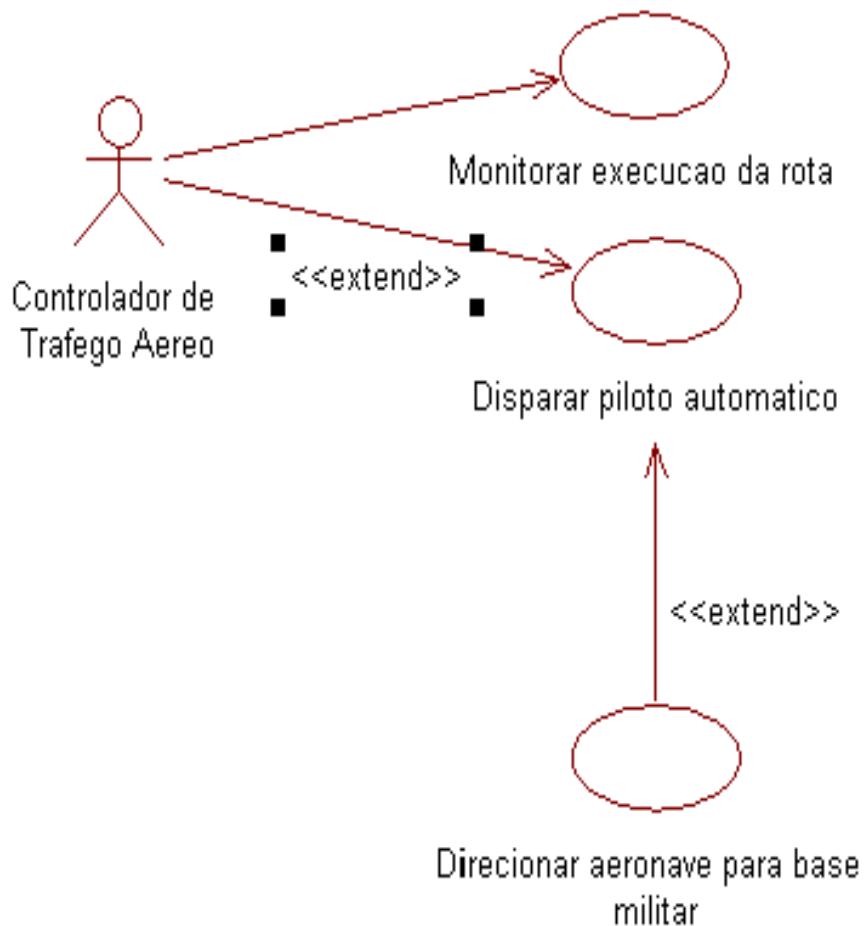 Monitorar execucao da rota
<<extend>>
Controlador de
Trafego Aereo
Disparar piloto automatico
<<extend>>
Direcionar aeronave para base
militar